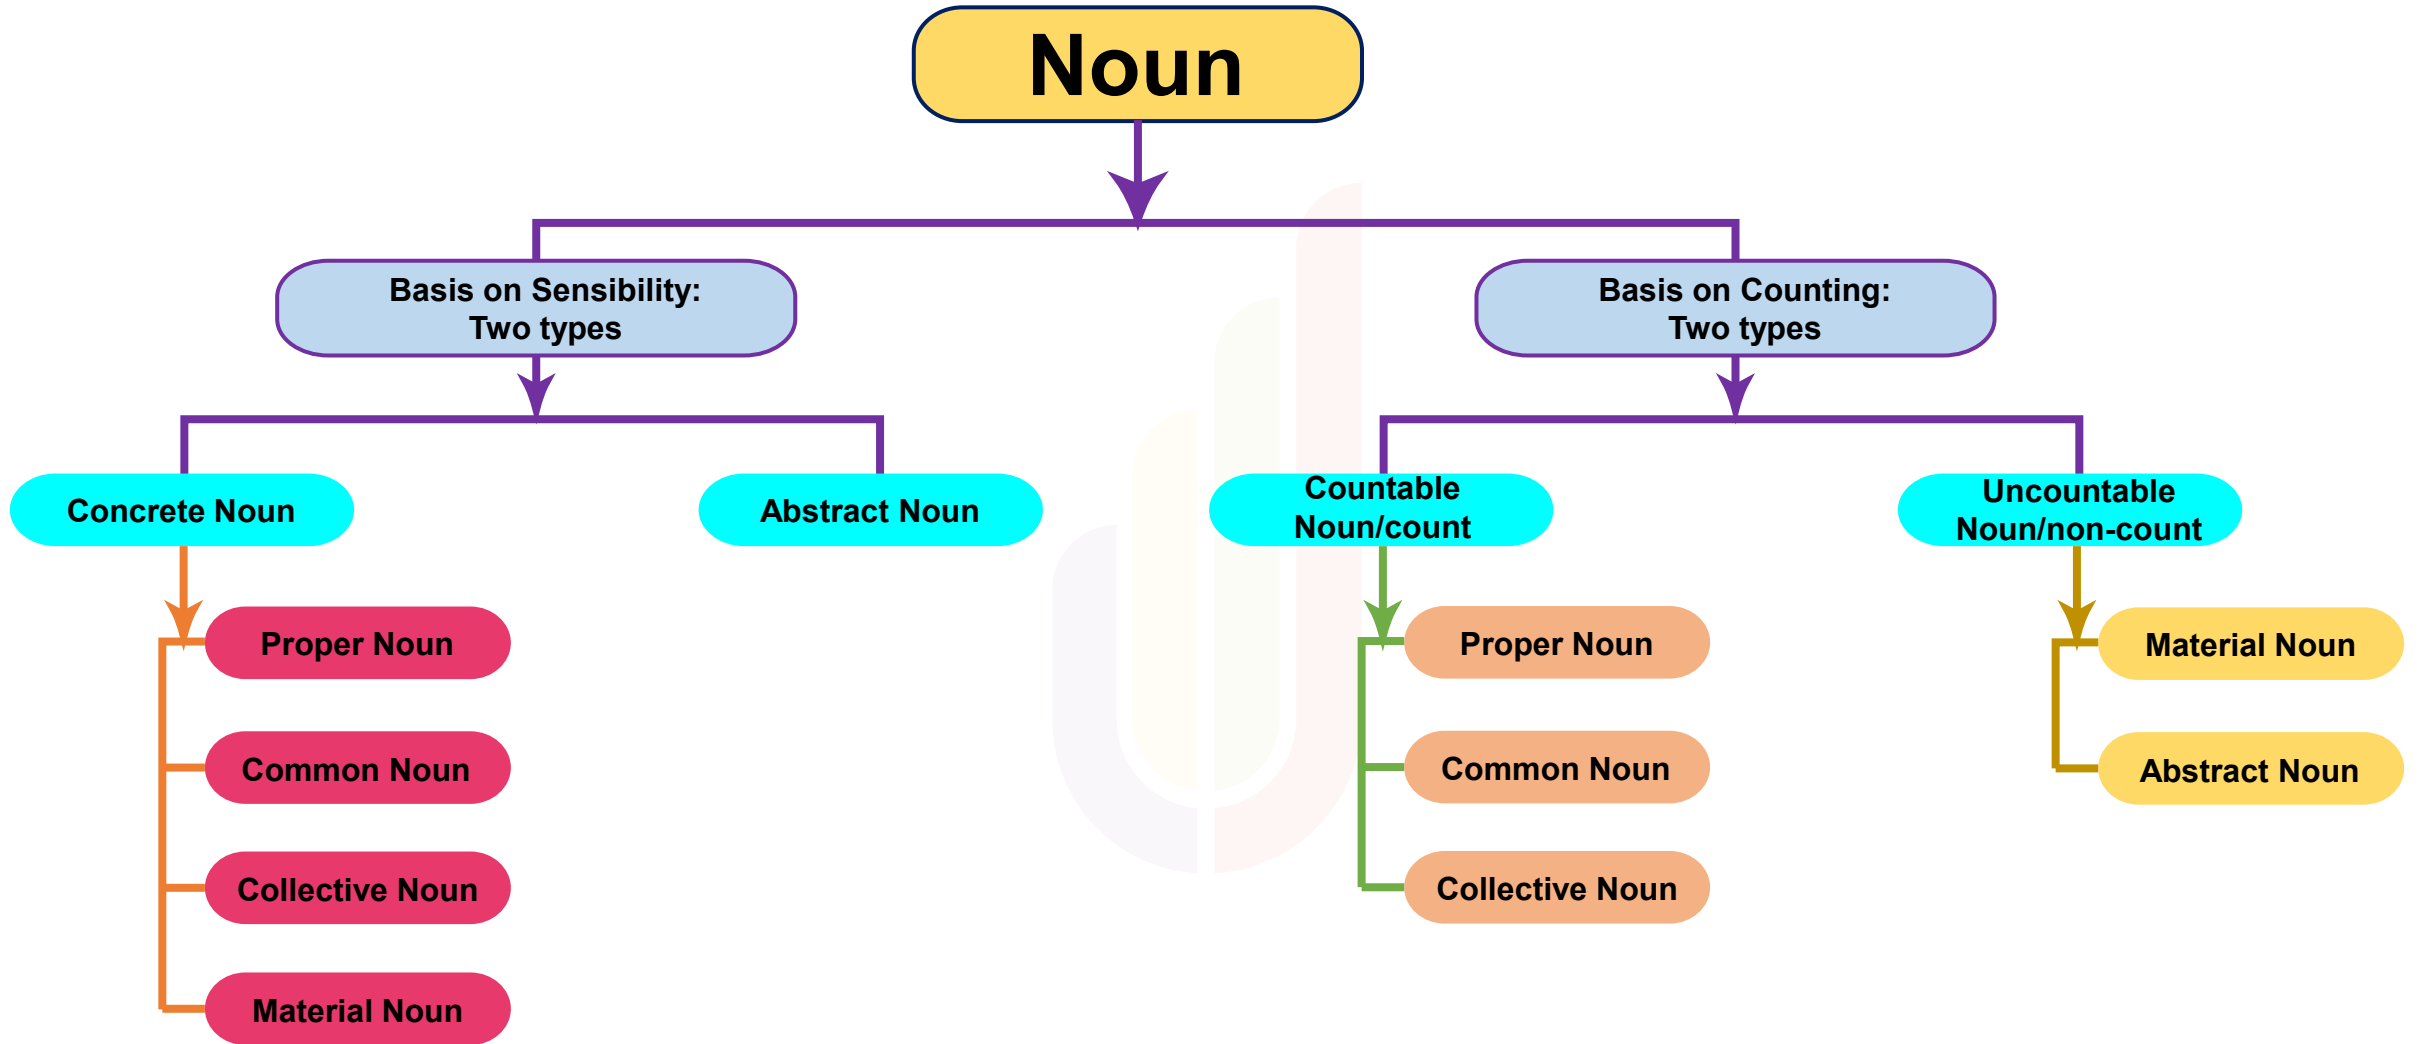 Noun
Basis on Sensibility:
Two types
Basis on Counting:
Two types
Concrete Noun
Abstract Noun
Countable
Noun/count
Uncountable
Noun/non-count
Proper Noun
Common Noun
Collective Noun
Material Noun
Proper Noun
Common Noun
Collective Noun
Material Noun
Abstract Noun